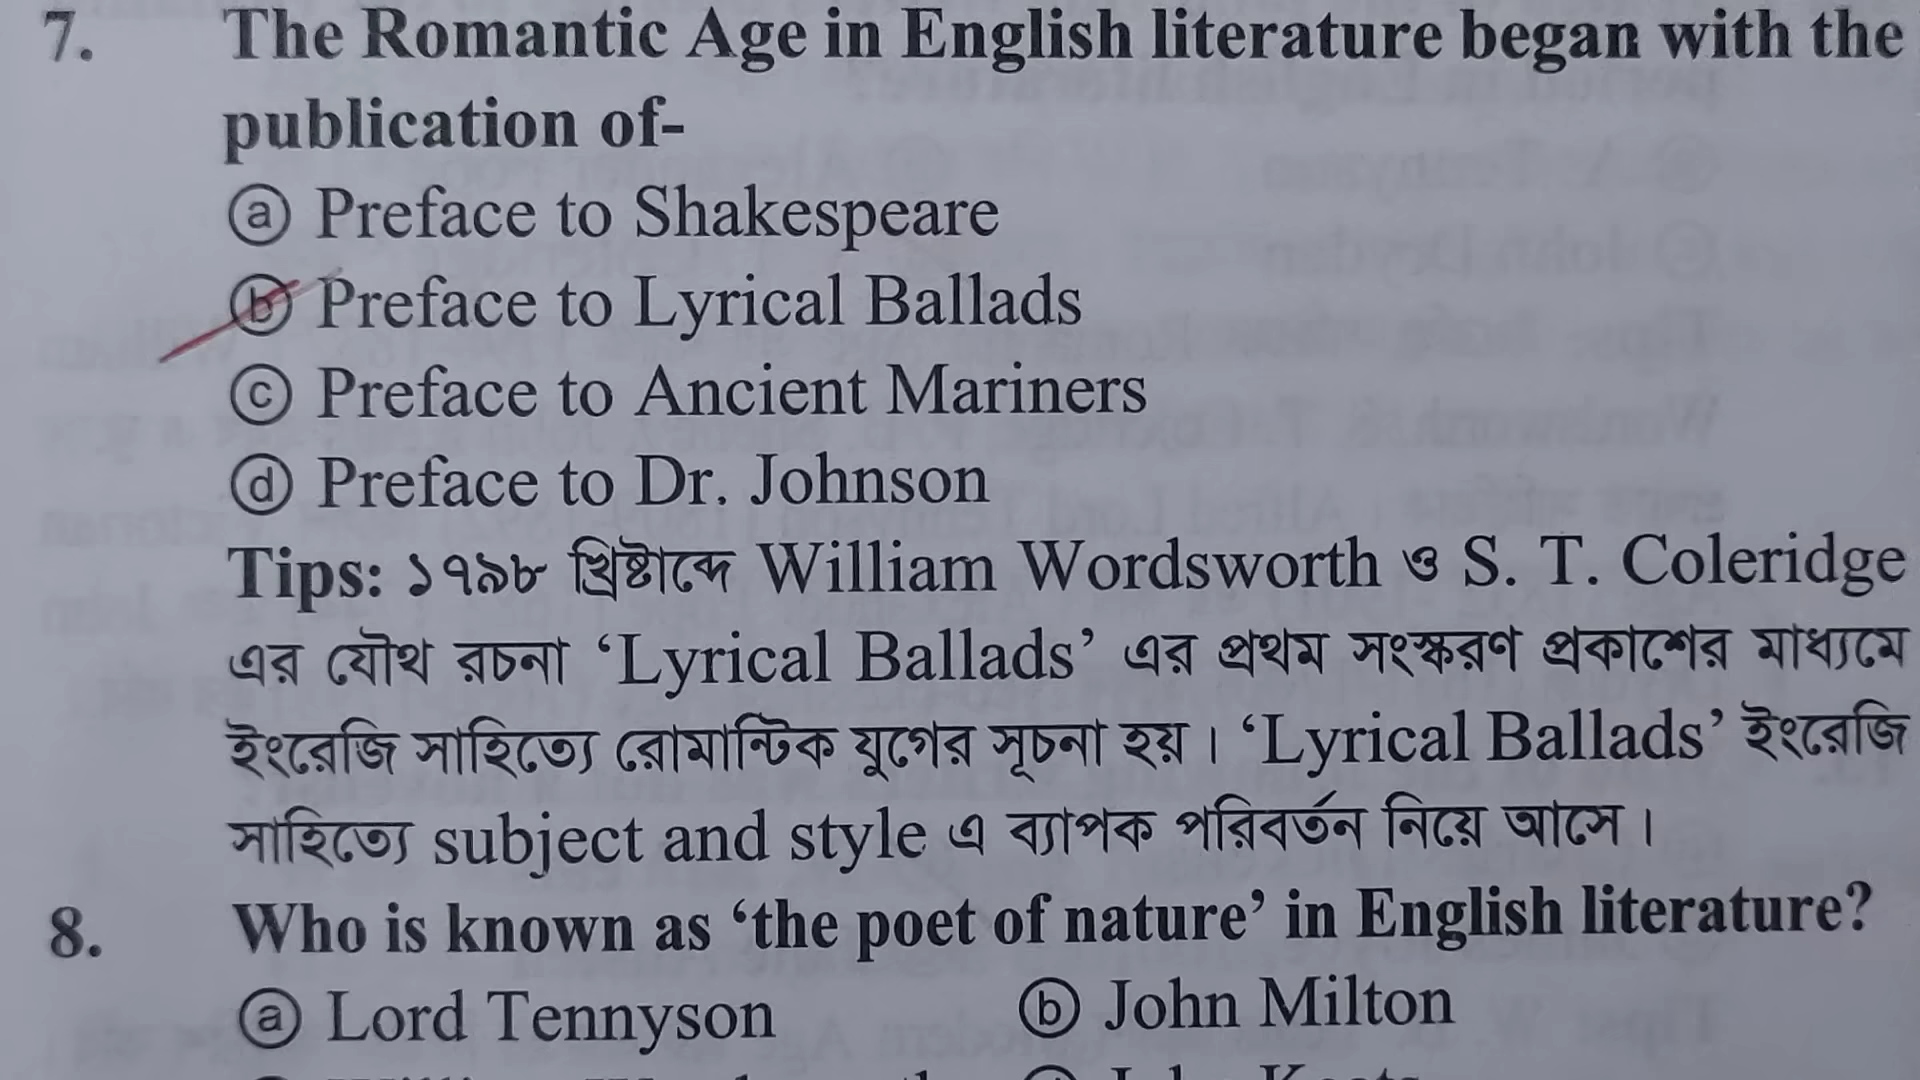 7. The Romantic Age in English literature began with the
publication of-
ⓐ Preface to Shakespeare
ⓑ Preface to Lyrical Ballads
ⓒ Preface to Ancient Mariners
ⓓ Preface to Dr. Johnson
Tips: ১৭৯৮ খ্রিষ্টাব্দে William Wordsworth ও S. T. Coleridge
এর যৌথ রচনা ‘Lyrical Ballads’ এর প্রথম সংস্করণ প্রকাশের মাধ্যমে
ইংরেজি সাহিত্যে রোমান্টিক যুগের সূচনা হয়। ‘Lyrical Ballads’ ইংরেজি
সাহিত্যে subject and style এ ব্যাপক পরিবর্তন নিয়ে আসে।
8. Who is known as ‘the poet of nature’ in English literature?
ⓐ Lord Tennyson ⓑ John Milton